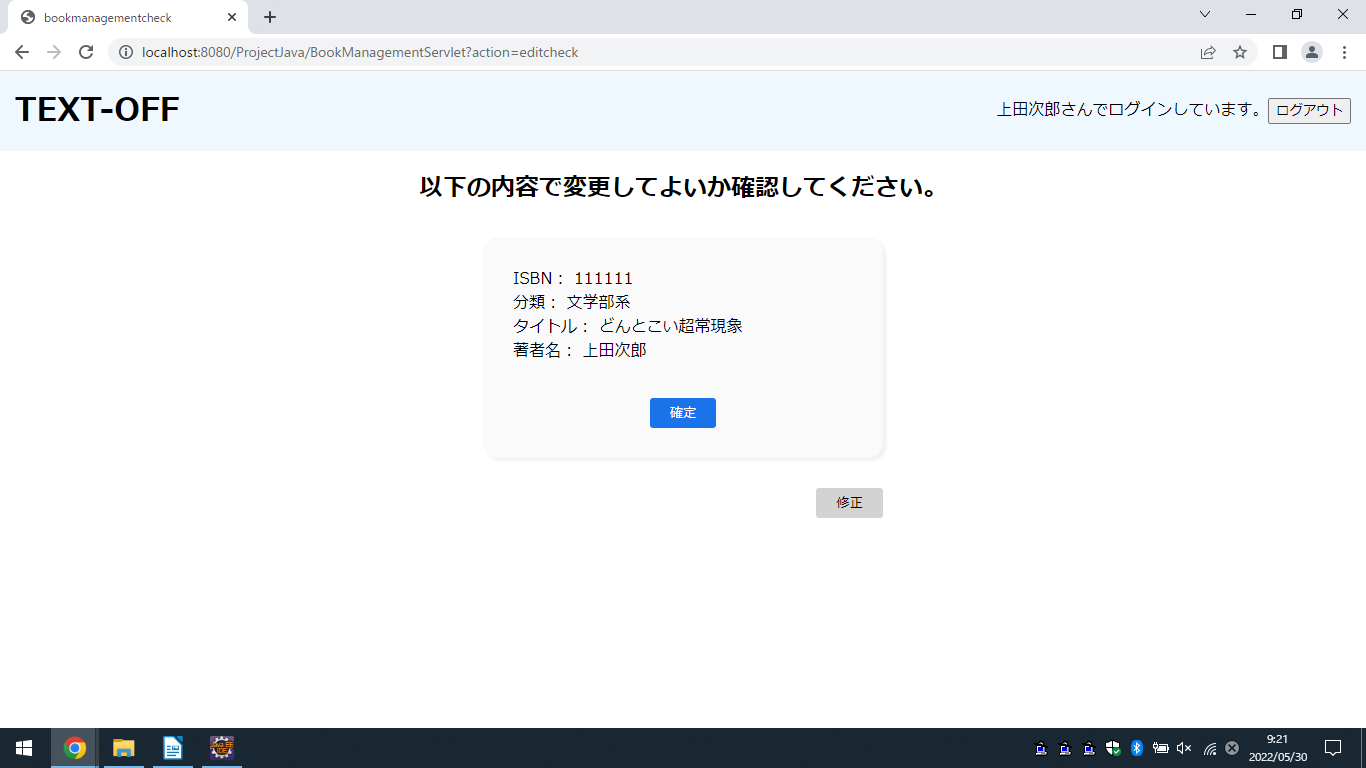 bookmanagementcheck
localhost:8080/ProjectJava/BookManagementServlet?action=editcheck
TEXT-OFF
上田次郎さんでログインしています。 ログアウト
以下の内容で変更してよいか確認してください。
ISBN： 111111
分類： 文学部系
タイトル： どんとこい超常現象
著者名： 上田次郎
確定
修正
9:21
2022/05/30